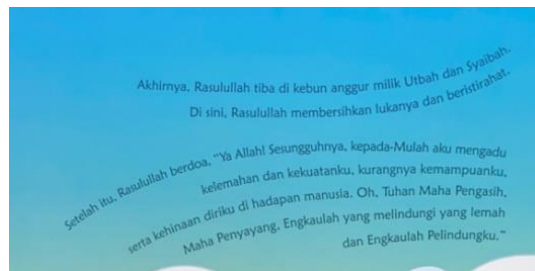 Akhirnya, Rasulullah tiba di kebun anggur milik Utbah dan Syaibah.
Di sini, Rasulullah membersihkan lukanya dan beristirahat.
Setelah itu, Rasulullah berdoa, "Ya Allah! Sesungguhnya, kepada-Mulah aku mengadu
kelemahan dan kekuatanku, kurangnya kemampuanku,
serta kehinaan diriku di hadapan manusia. Oh, Tuhan Maha Pengasih,
Maha Penyayang, Engkaulah yang melindungi yang lemah
dan Engkaulah Pelindungku."